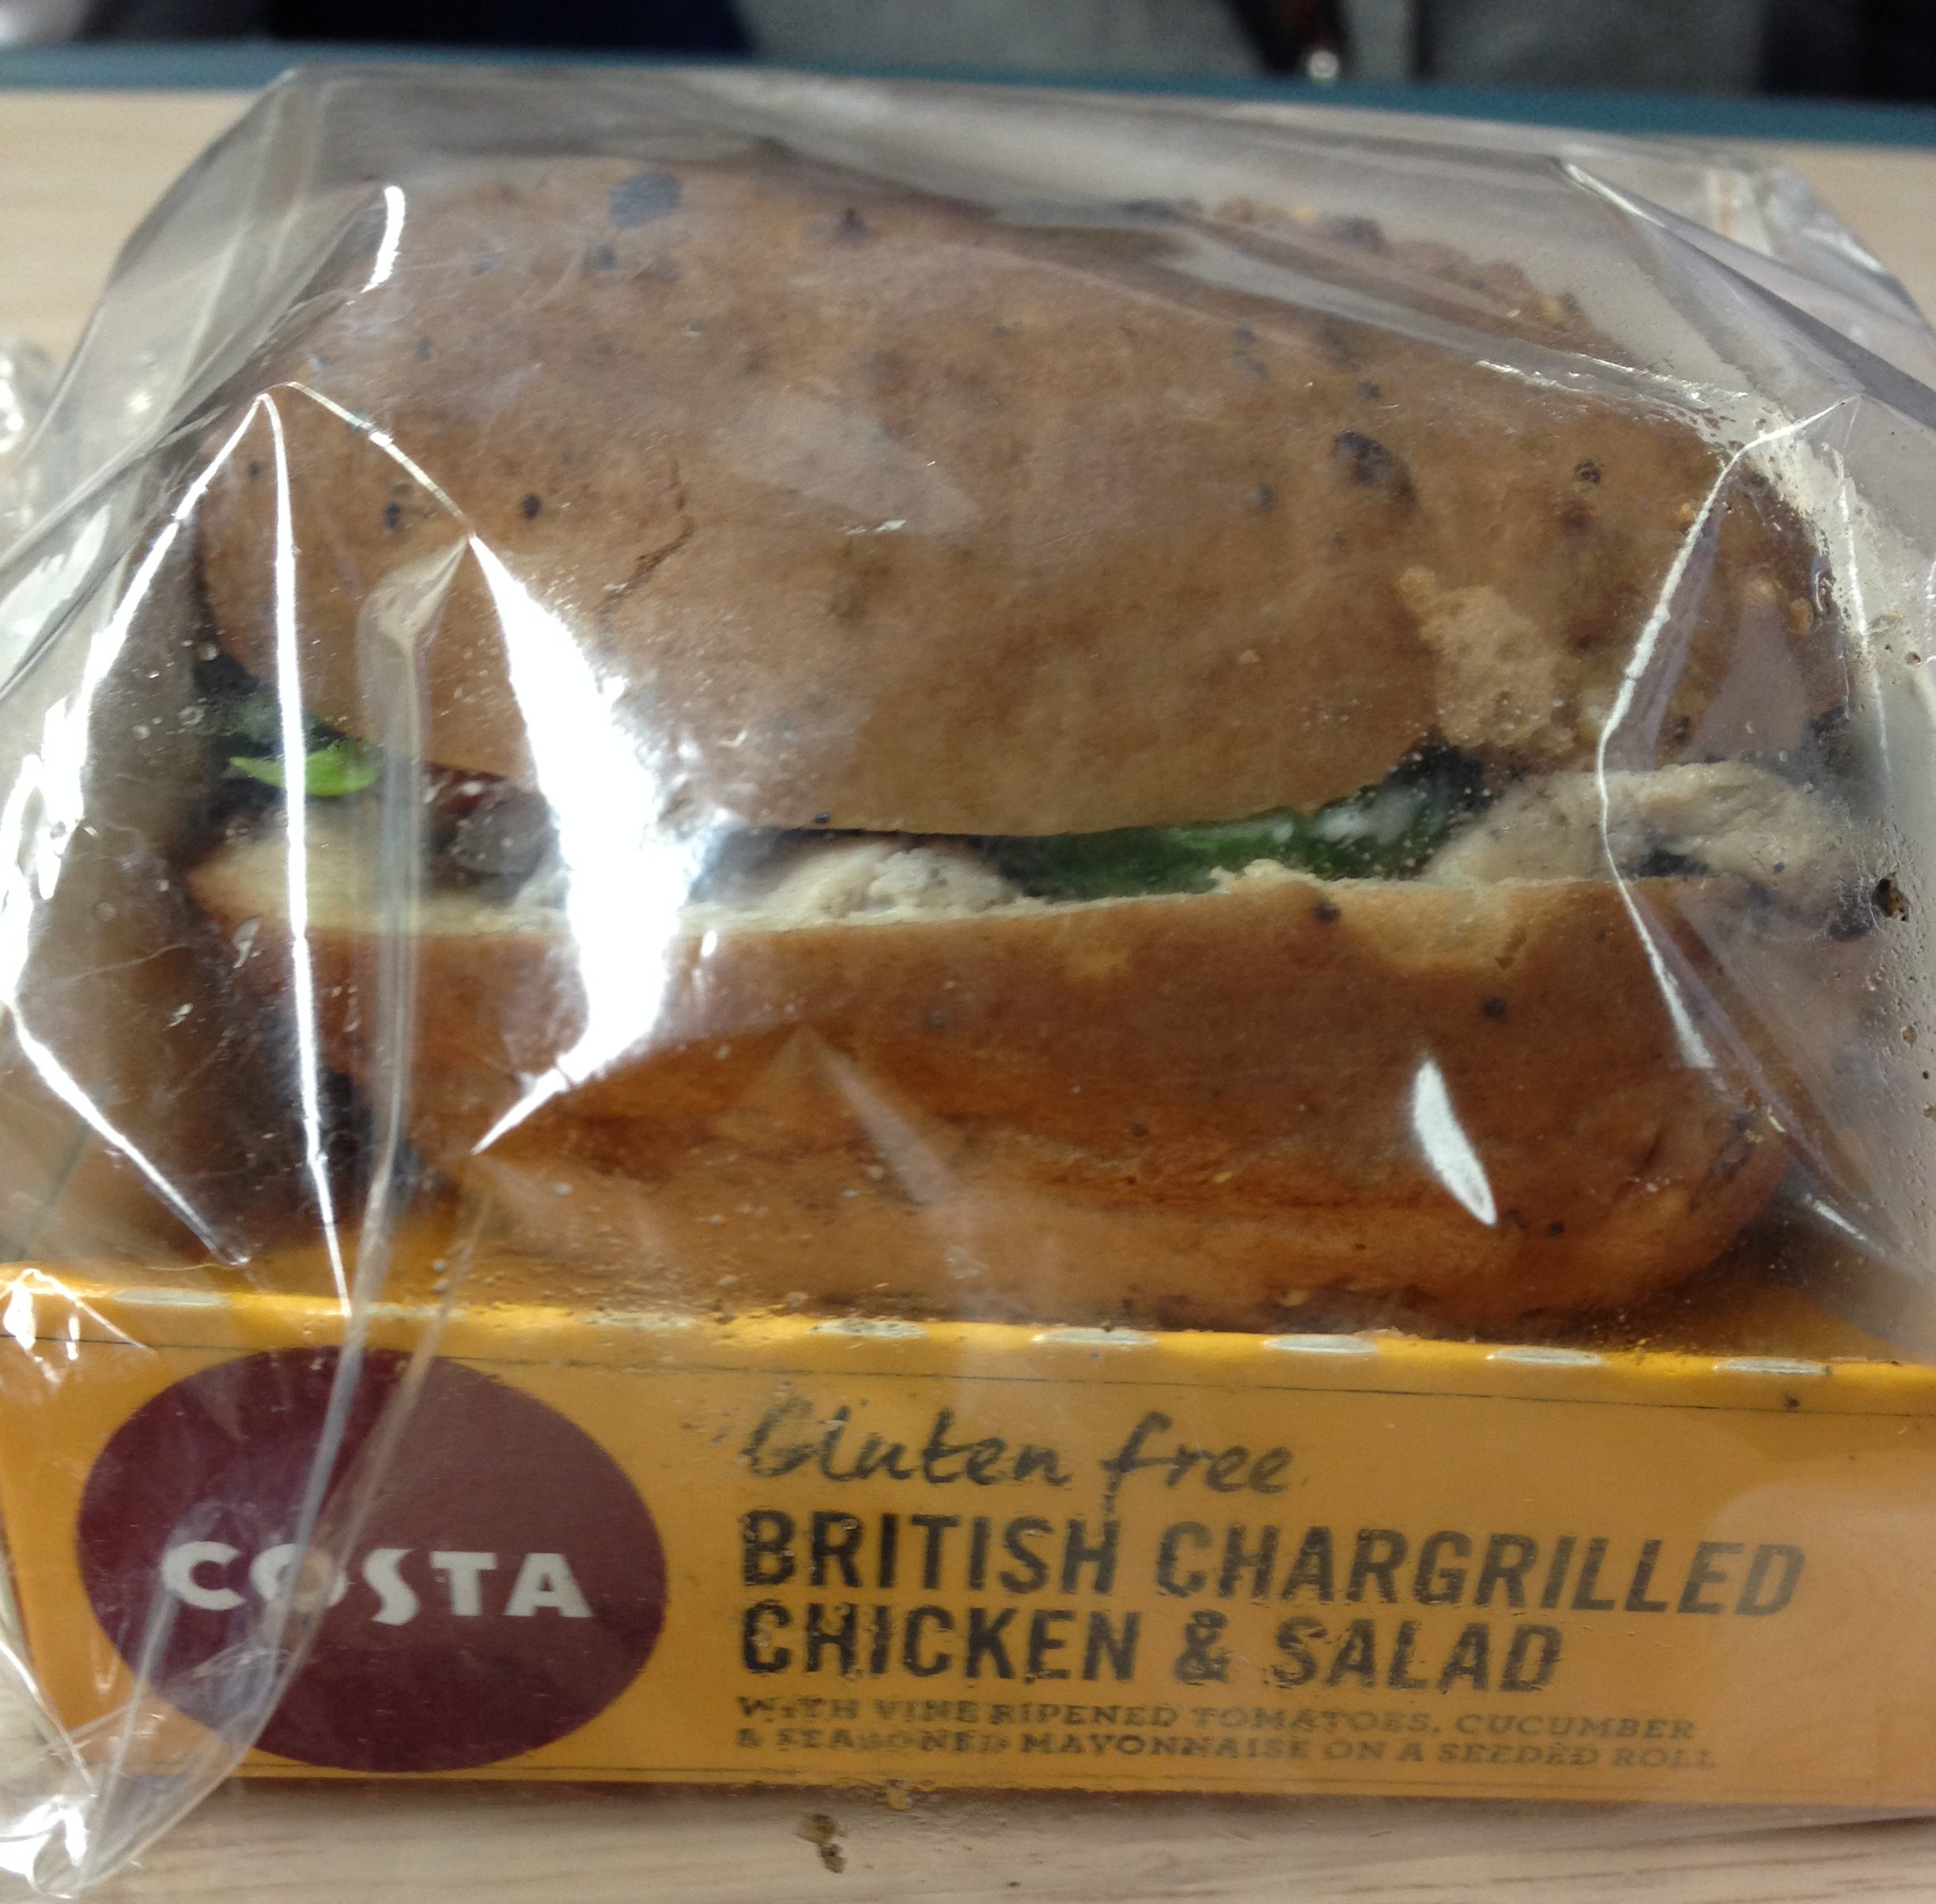 COSTA
Gluten free
BRITISH CHARGRILLED
CHICKEN & SALAD
WITH VINE RIPENED TOMATOES, CUCUMBER
& SEASONED MAYONNAISE ON A SEEDED ROLL